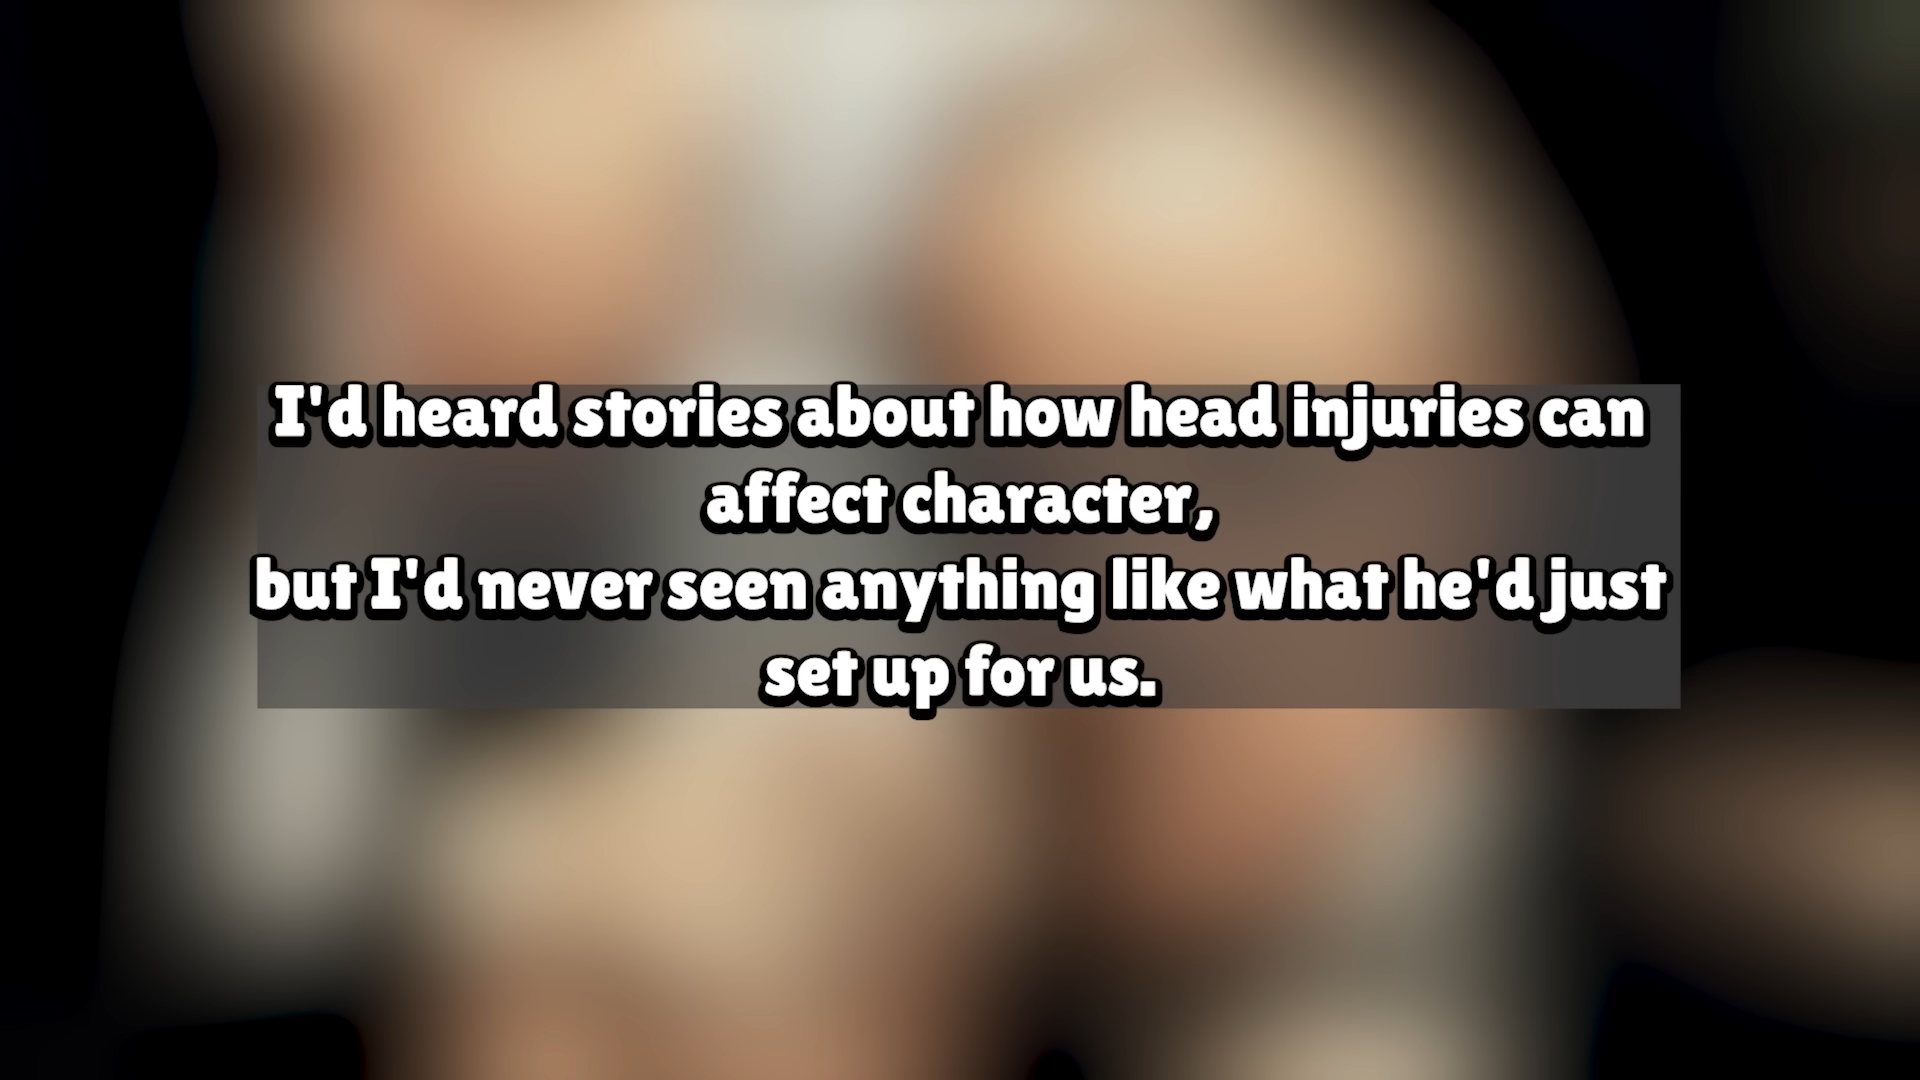 I'd heard stories about how head injuries can
affect character,
but I'd never seen anything like what he'd just
set up for us.